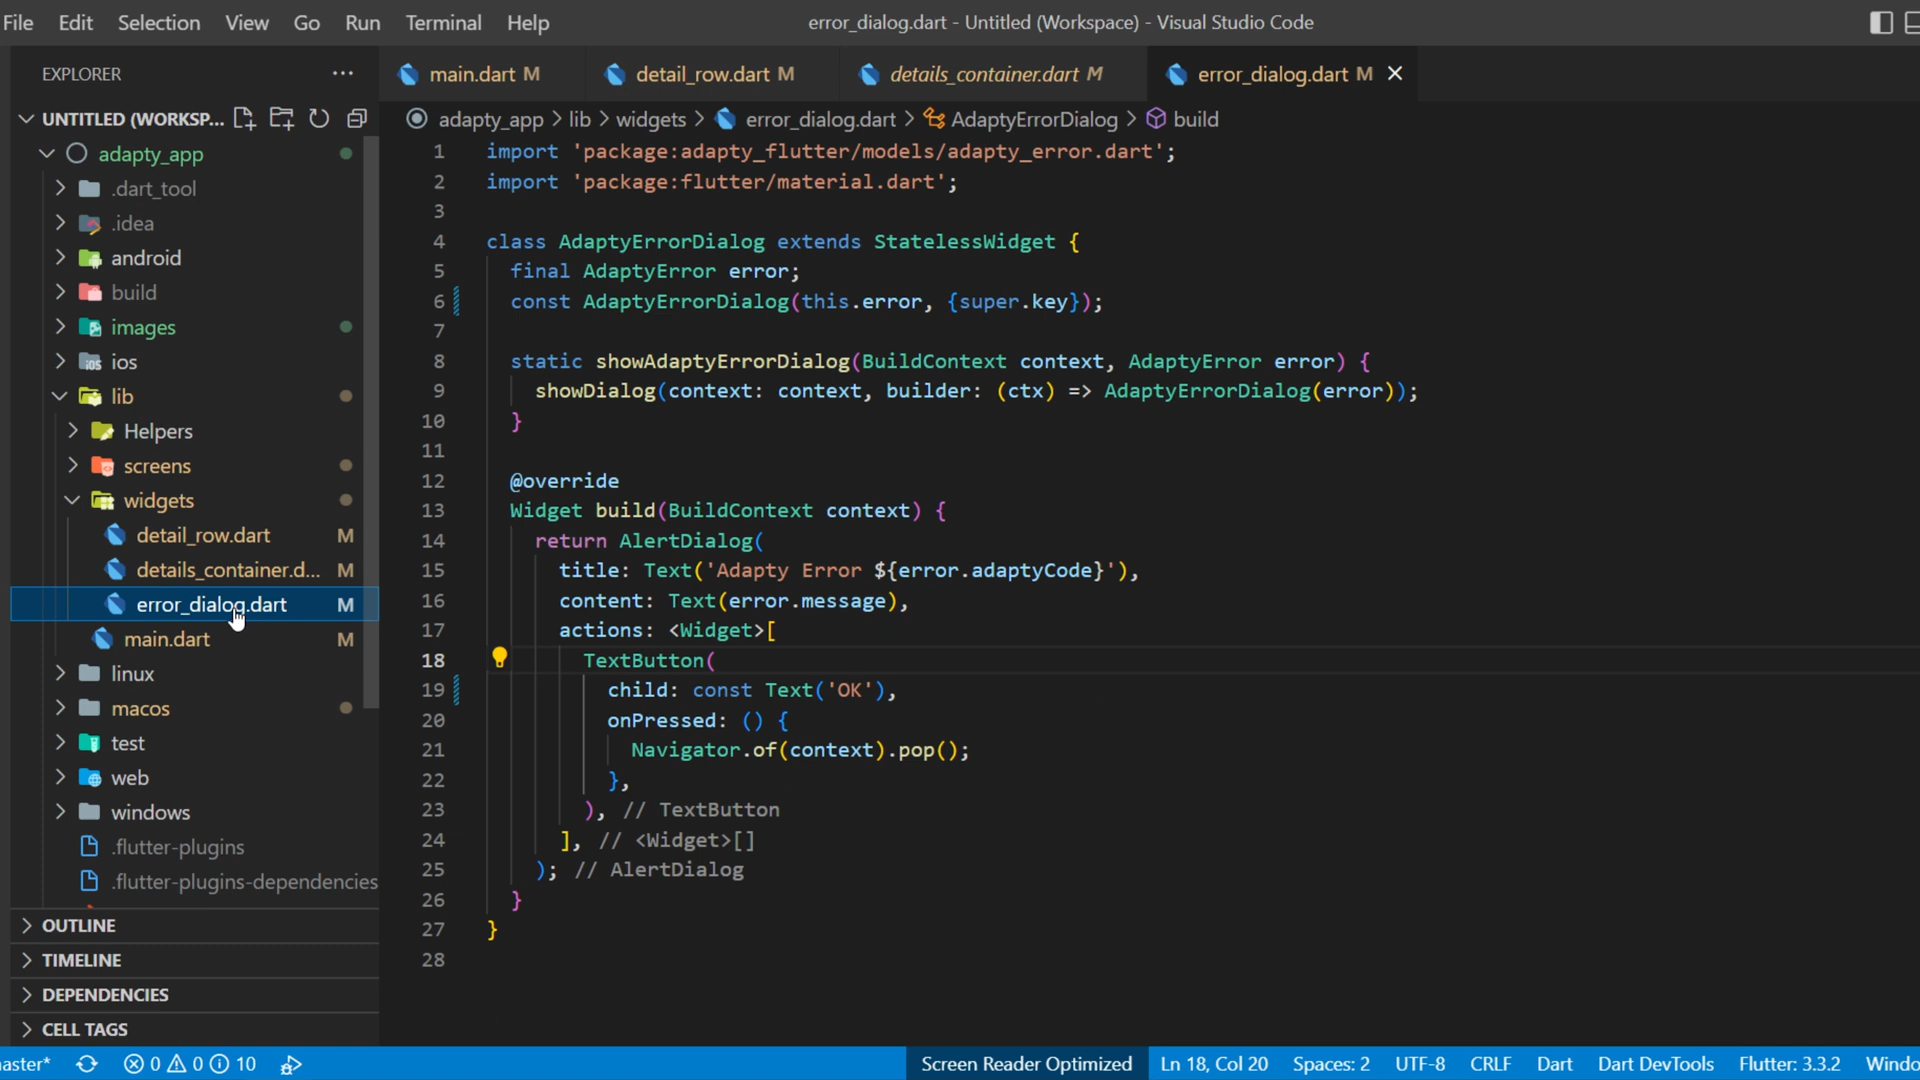 File Edit Selection View Go Run Terminal Help
error_dialog.dart - Untitled (Workspace) - Visual Studio Code
EXPLORER ...
main.dart M
detail_row.dart M
details_container.dart M
error_dialog.dart M
UNTITLED (WORKSP...
adapty_app
.dart_tool
.idea
android
build
images
ios
lib
Helpers
screens
widgets
detail_row.dart M
details_container.d... M
error_dialog.dart M
main.dart M
linux
macos
test
web
windows
.flutter-plugins
.flutter-plugins-dependencies
OUTLINE
TIMELINE
DEPENDENCIES
CELL TAGS
adapty_app > lib > widgets > error_dialog.dart > AdaptyErrorDialog > build
1 import 'package:adapty_flutter/models/adapty_error.dart';
2 import 'package:flutter/material.dart';
3
4 class AdaptyErrorDialog extends StatelessWidget {
5 final AdaptyError error;
6 const AdaptyErrorDialog(this.error, {super.key});
7
8 static showAdaptyErrorDialog(BuildContext context, AdaptyError error) {
9 showDialog(context: context, builder: (ctx) => AdaptyErrorDialog(error));
10 }
11
12 @override
13 Widget build(BuildContext context) {
14 return AlertDialog(
15 title: Text('Adapty Error ${error.adaptyCode}'),
16 content: Text(error.message),
17 actions: <Widget>[
18 TextButton(
19 child: const Text('OK'),
20 onPressed: () {
21 Navigator.of(context).pop();
22 },
23 ), // TextButton
24 ], // <Widget>[]
25 ); // AlertDialog
26 }
27 }
28
aster* 0 0 10 Screen Reader Optimized Ln 18, Col 20 Spaces: 2 UTF-8 CRLF Dart Dart DevTools Flutter: 3.3.2 Windo